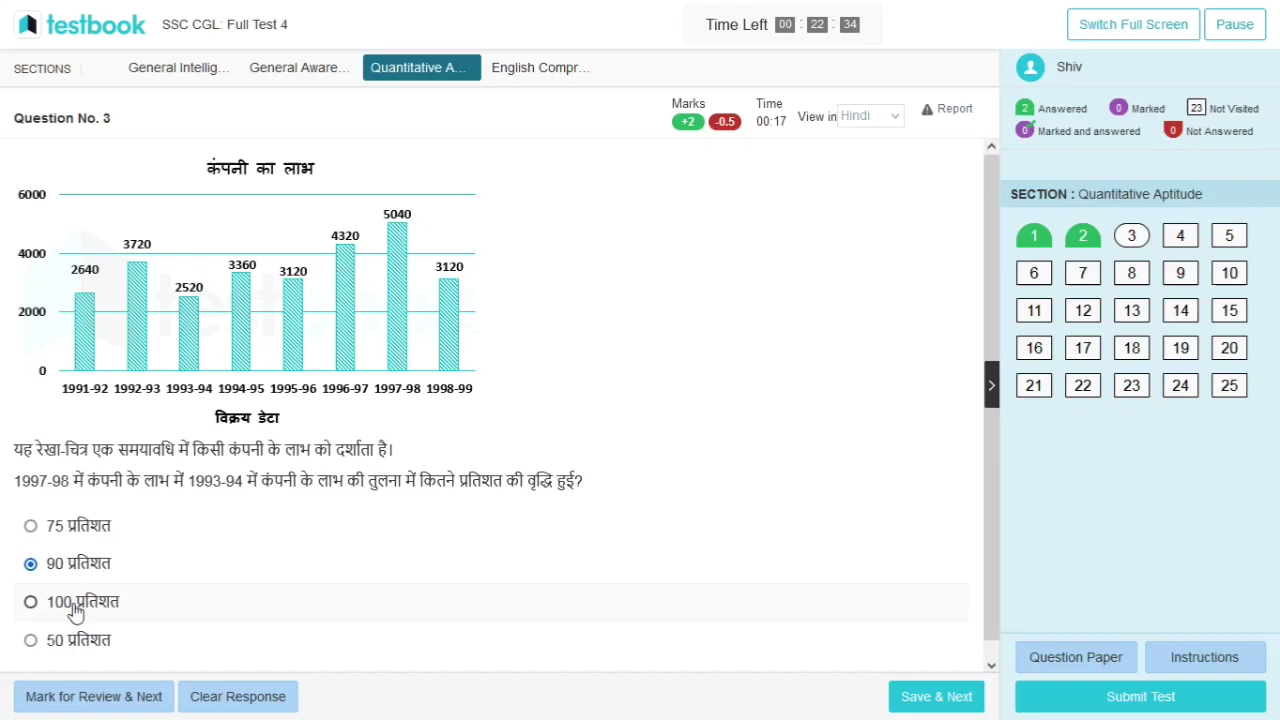 testbook SSC CGL: Full Test 4 Time Left 00 : 22 : 34 Switch Full Screen Pause
SECTIONS General Intellig... General Aware... Quantitative A... English Compr...
Shiv
Question No. 3
Marks
+2 -0.5
Time
00:17
View in Hindi
Report
2 Answered 0 Marked 23 Not Visited
0 Marked and answered 0 Not Answered
SECTION : Quantitative Aptitude
1 2 3 4 5
6 7 8 9 10
11 12 13 14 15
16 17 18 19 20
21 22 23 24 25
कंपनी का लाभ
6000
4000
2000
0
2640 3720 2520 3360 3120 4320 5040 3120
1991-92 1992-93 1993-94 1994-95 1995-96 1996-97 1997-98 1998-99
विक्रय डेटा
यह रेखा-चित्र एक समयावधि में किसी कंपनी के लाभ को दर्शाता है।
1997-98 में कंपनी के लाभ में 1993-94 में कंपनी के लाभ की तुलना में कितने प्रतिशत की वृद्धि हुई?
75 प्रतिशत
90 प्रतिशत
100 प्रतिशत
50 प्रतिशत
Mark for Review & Next Clear Response Save & Next
Question Paper Instructions
Submit Test